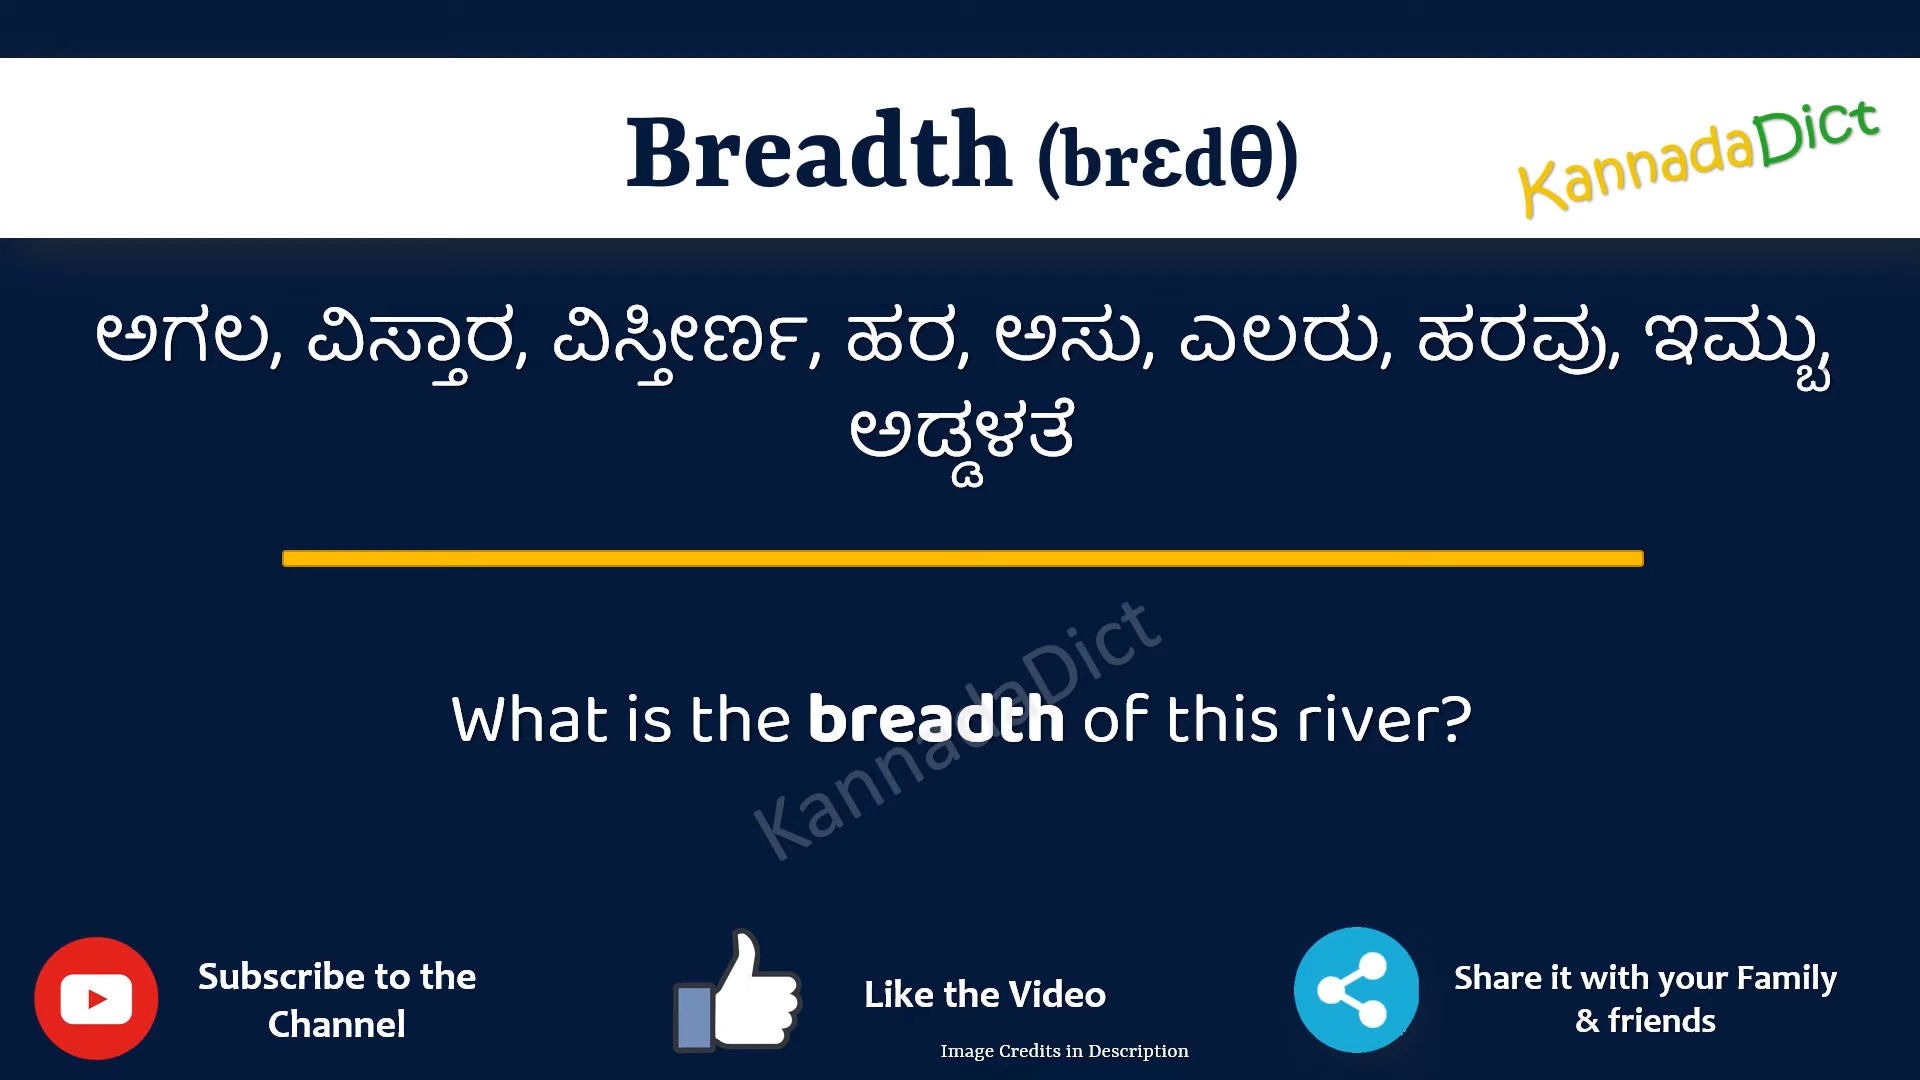 Breadth (brɛdθ)
KannadaDict
ಅಗಲ, ವಿಸ್ತಾರ, ವಿಸ್ತೀರ್ಣ, ಹರ, ಅಸು, ಎಲರು, ಹರವು, ಇಮ್ಬು,
ಅಡ್ಡಳತೆ
What is the breadth of this river?
KannadaDict
Subscribe to the
Channel
Like the Video
Share it with your Family
& friends
Image Credits in Description